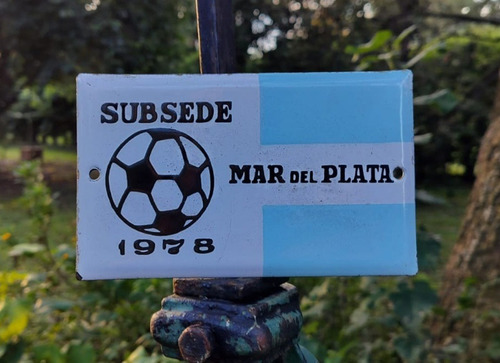 SUBSEDE
MAR DEL PLATA
1978